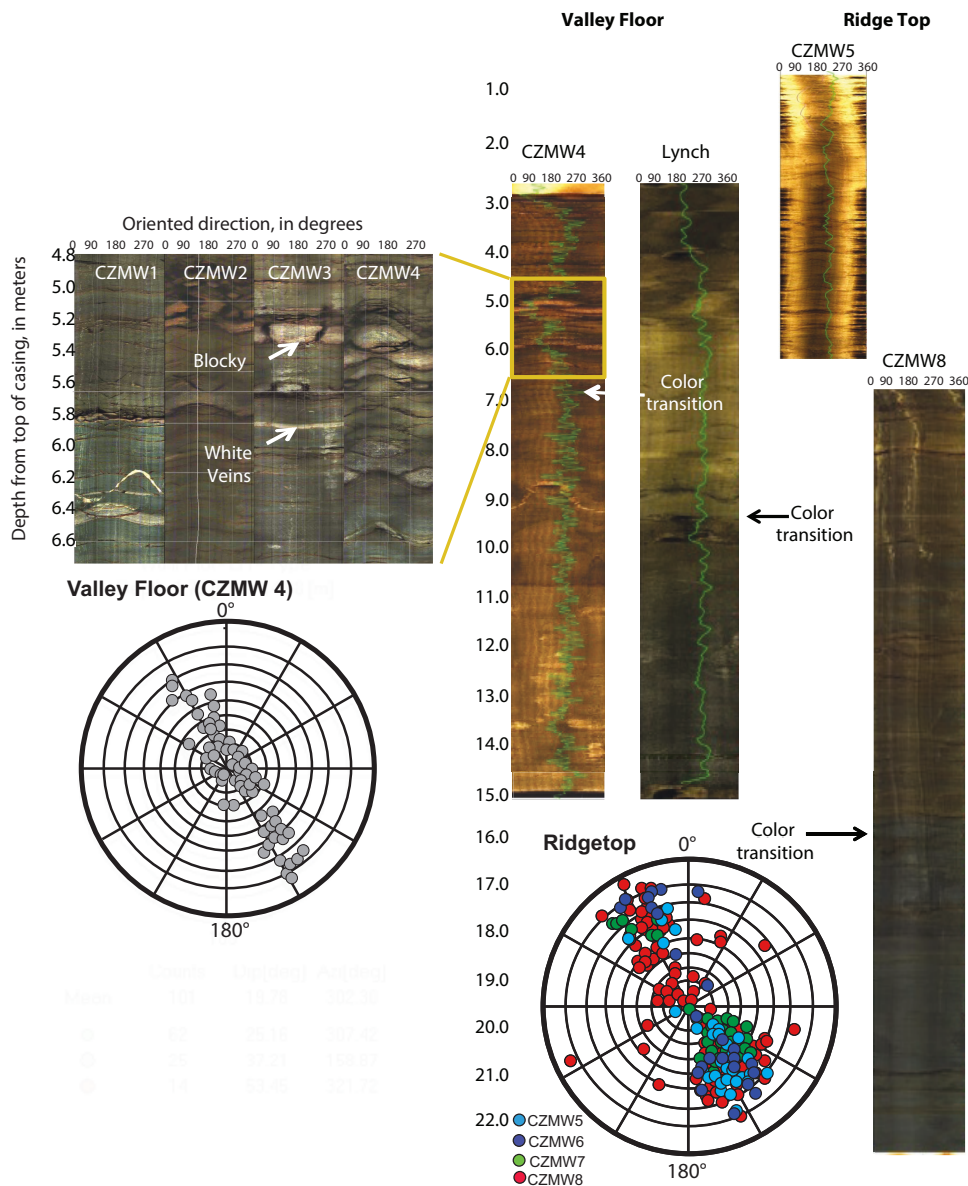 Valley Floor
Ridge Top
CZMW5
0 90 180 270 360
1.0
2.0
CZMW4
Lynch
0 90 180 270 360
0 90 180 270 360
3.0
4.0
5.0
6.0
7.0
8.0
9.0
10.0
11.0
12.0
13.0
14.0
15.0
16.0
17.0
18.0
19.0
20.0
21.0
22.0
Oriented direction, in degrees
0 90 180 270
0 90 180 270
0 90 180 270
0 90 180 270
Depth from top of casing, in meters
4.8
5.0
5.2
5.4
5.6
5.8
6.0
6.2
6.4
6.6
CZMW1
CZMW2
CZMW3
CZMW4
Blocky
White
Veins
Color
transition
Color
transition
CZMW8
0 90 180 360
Color
transition
Valley Floor (CZMW 4)
0°
180°
Ridgetop
0°
180°
CZMW5
CZMW6
CZMW7
CZMW8